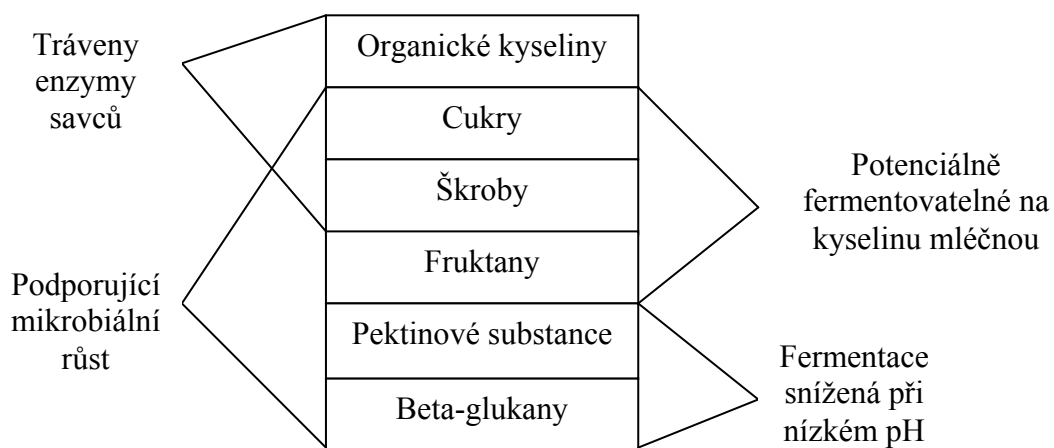 Tráveny
enzymy
savců
Podporující
mikrobiální
růst
Organické kyseliny
Cukry
Škroby
Fruktany
Pektinové substance
Beta-glukany
Potenciálně
fermentovatelné na
kyselinu mléčnou
Fermentace
snížená při
nízkém pH